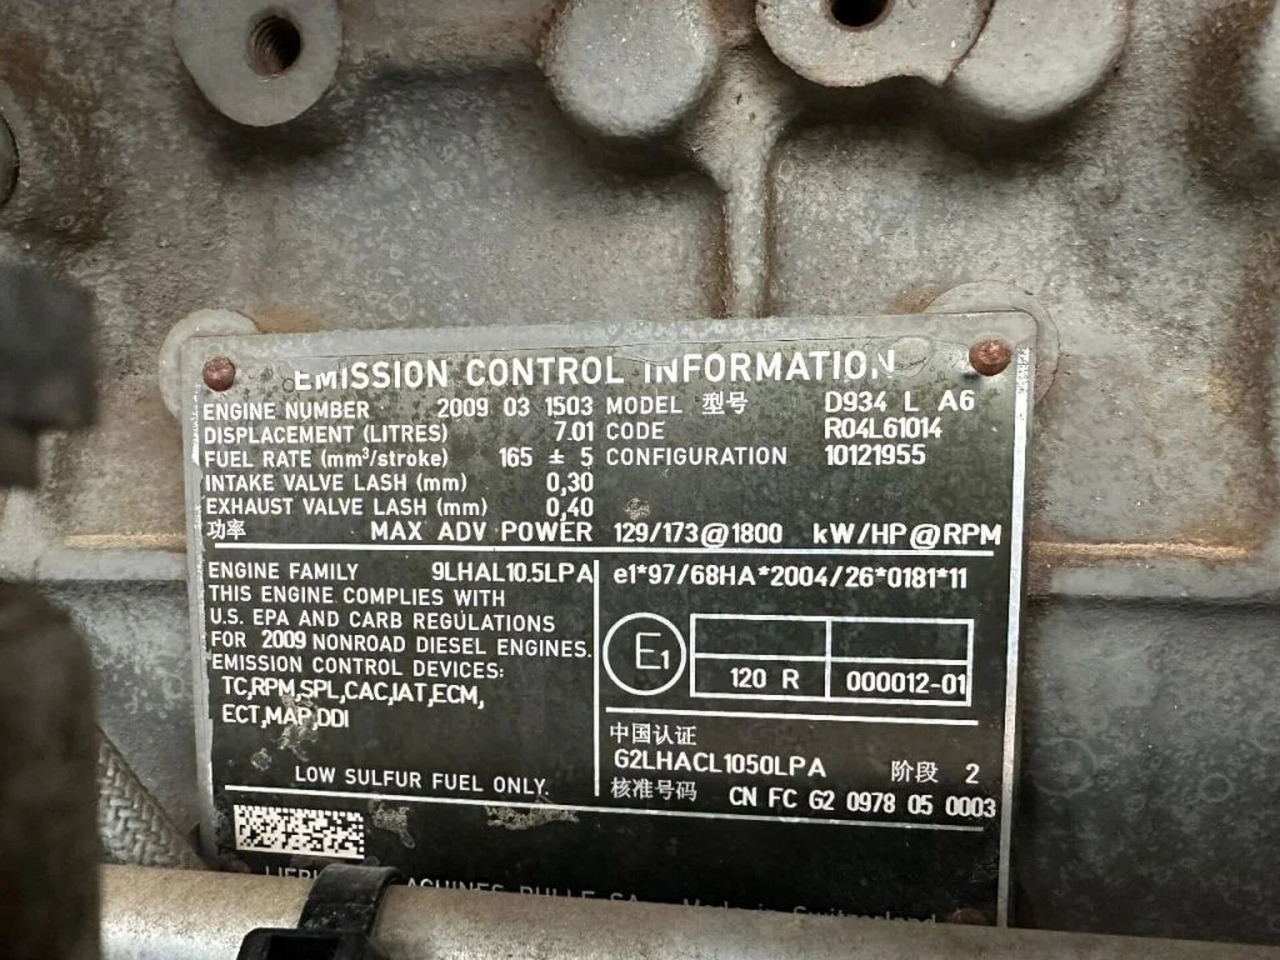 EMISSION CONTROL INFORMATION
ENGINE NUMBER 2009 03 1503 MODEL 型号 D934 L A6
DISPLACEMENT (LITRES) 7.01 CODE R04L61014
FUEL RATE (mm³/stroke) 165 ± 5 CONFIGURATION 10121955
INTAKE VALVE LASH (mm) 0,30
EXHAUST VALVE LASH (mm) 0,40
功率 MAX ADV POWER 129/173@1800 kW/HP@RPM
ENGINE FAMILY 9LHAL10.5LPA
THIS ENGINE COMPLIES WITH
U.S. EPA AND CARB REGULATIONS
FOR 2009 NONROAD DIESEL ENGINES.
EMISSION CONTROL DEVICES:
TC,RPM,SPL,CAC,IAT,ECM,
ECT,MAP,DDI
LOW SULFUR FUEL ONLY.
e1*97/68HA*2004/26*0181*11
E1
120 R 000012-01
中国认证
G2LHACL1050LPA 阶段 2
核准号码 CN FC G2 0978 05 0003
BULLE SA Made in Switzerland